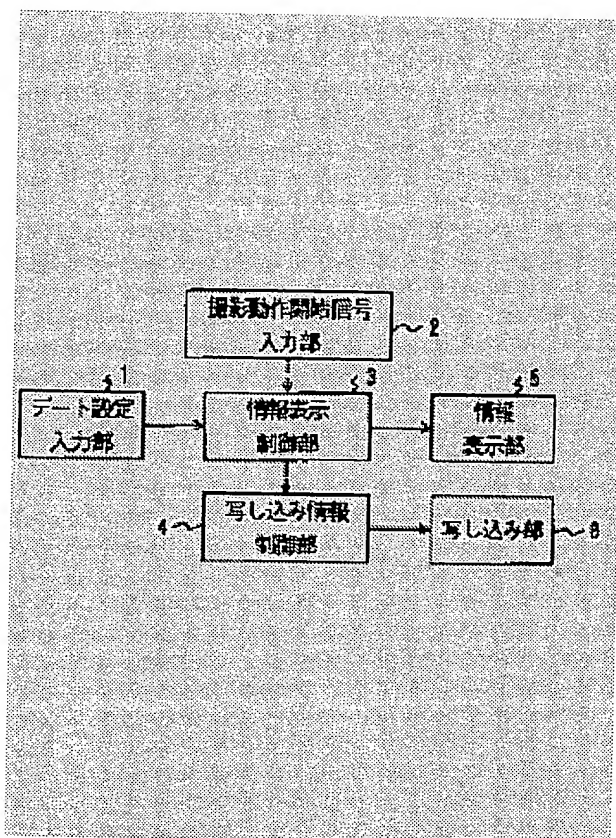 撮影動作開始信号
入力部
2
1
デート設定
入力部
3
情報表示
制御部
5
情報
表示部
4
写し込み情報
制御部
写し込み部
6